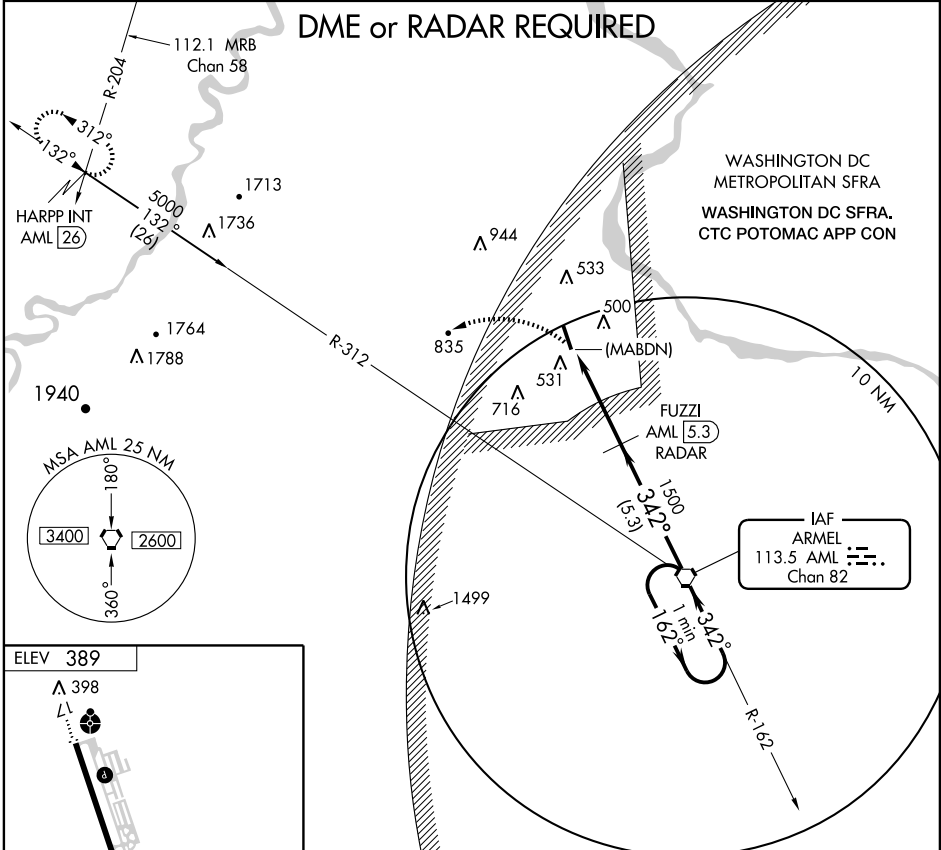 DME or RADAR REQUIRED
112.1 MRB
Chan 58
R-204
312°
132°
HARPP INT
AML 26
5000
132°
(26)
1713
1736
944
533
500
WASHINGTON DC
METROPOLITAN SFRA
WASHINGTON DC SFRA.
CTC POTOMAC APP CON
1764
1788
1940
R-312
835
(MABDN)
531
716
10 NM
FUZZI
AML 5.3
RADAR
MSA AML 25 NM
180°
3400
2600
360°
1500
342°
(5.3)
IAF
ARMEL
113.5 AML
Chan 82
1499
1 min
162°
342°
R-162
ELEV 389
398
17
P